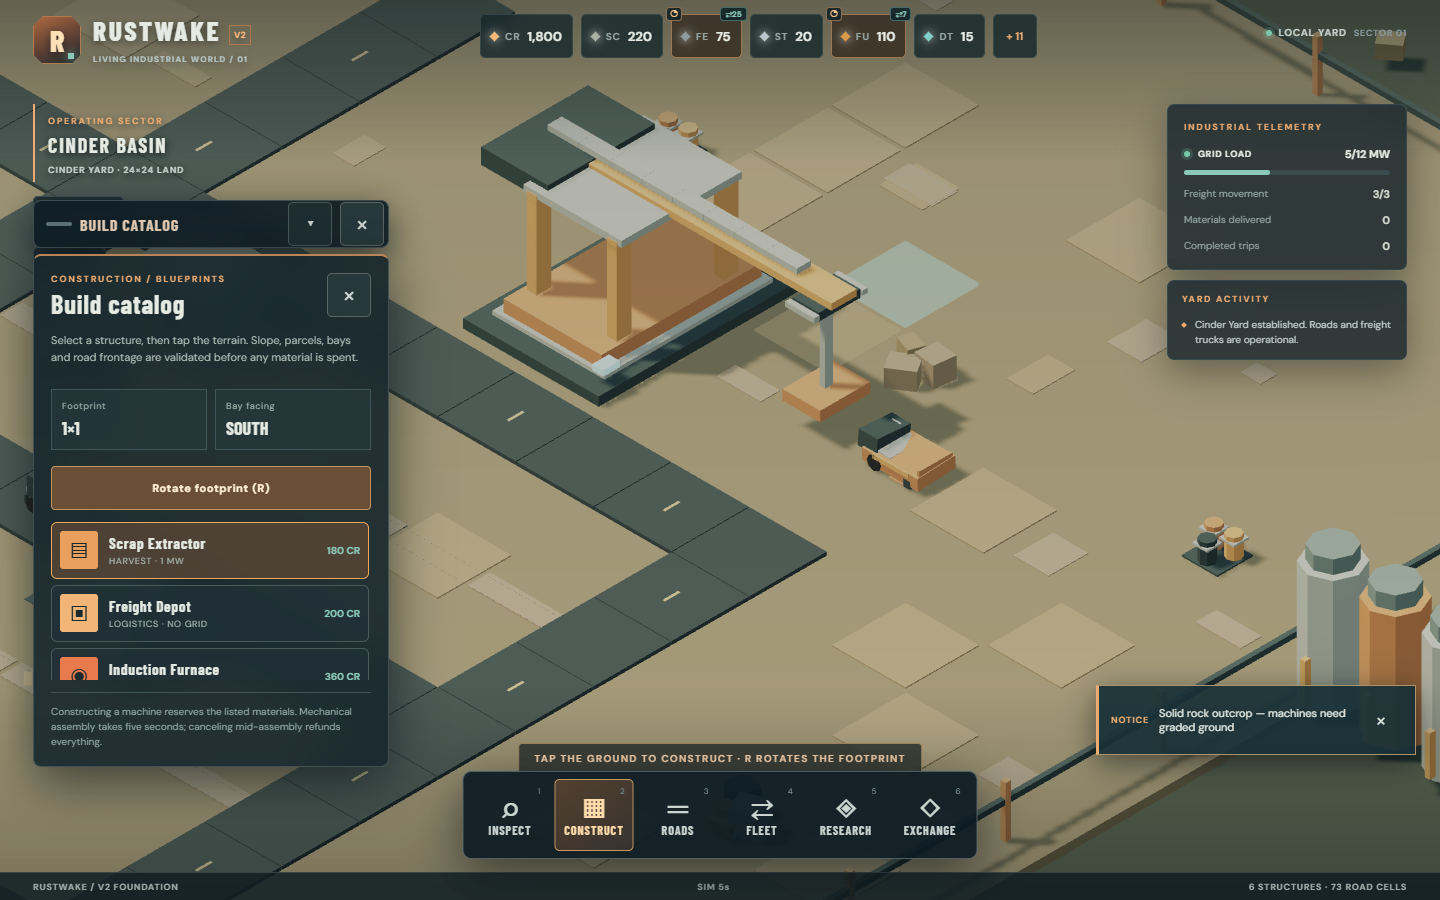 R
RUSTWAKE V2
LIVING INDUSTRIAL WORLD / 01
CR 1,800
SC 220
FE 75
⇄25
ST 20
FU 110
⇄7
DT 15
+ 11
LOCAL YARD SECTOR 01
OPERATING SECTOR
CINDER BASIN
CINDER YARD · 24×24 LAND
BUILD CATALOG
CONSTRUCTION / BLUEPRINTS
Build catalog
Select a structure, then tap the terrain. Slope, parcels, bays
and road frontage are validated before any material is spent.
Footprint
1×1
Bay facing
SOUTH
Rotate footprint (R)
Scrap Extractor
HARVEST · 1 MW
180 CR
Freight Depot
LOGISTICS · NO GRID
200 CR
Induction Furnace
360 CR
Constructing a machine reserves the listed materials. Mechanical
assembly takes five seconds; canceling mid-assembly refunds
everything.
INDUSTRIAL TELEMETRY
GRID LOAD 5/12 MW
Freight movement 3/3
Materials delivered 0
Completed trips 0
YARD ACTIVITY
Cinder Yard established. Roads and freight
trucks are operational.
NOTICE
Solid rock outcrop — machines need
graded ground
TAP THE GROUND TO CONSTRUCT · R ROTATES THE FOOTPRINT
1
INSPECT
2
CONSTRUCT
3
ROADS
4
FLEET
5
RESEARCH
6
EXCHANGE
RUSTWAKE / V2 FOUNDATION
SIM 5s
6 STRUCTURES · 73 ROAD CELLS